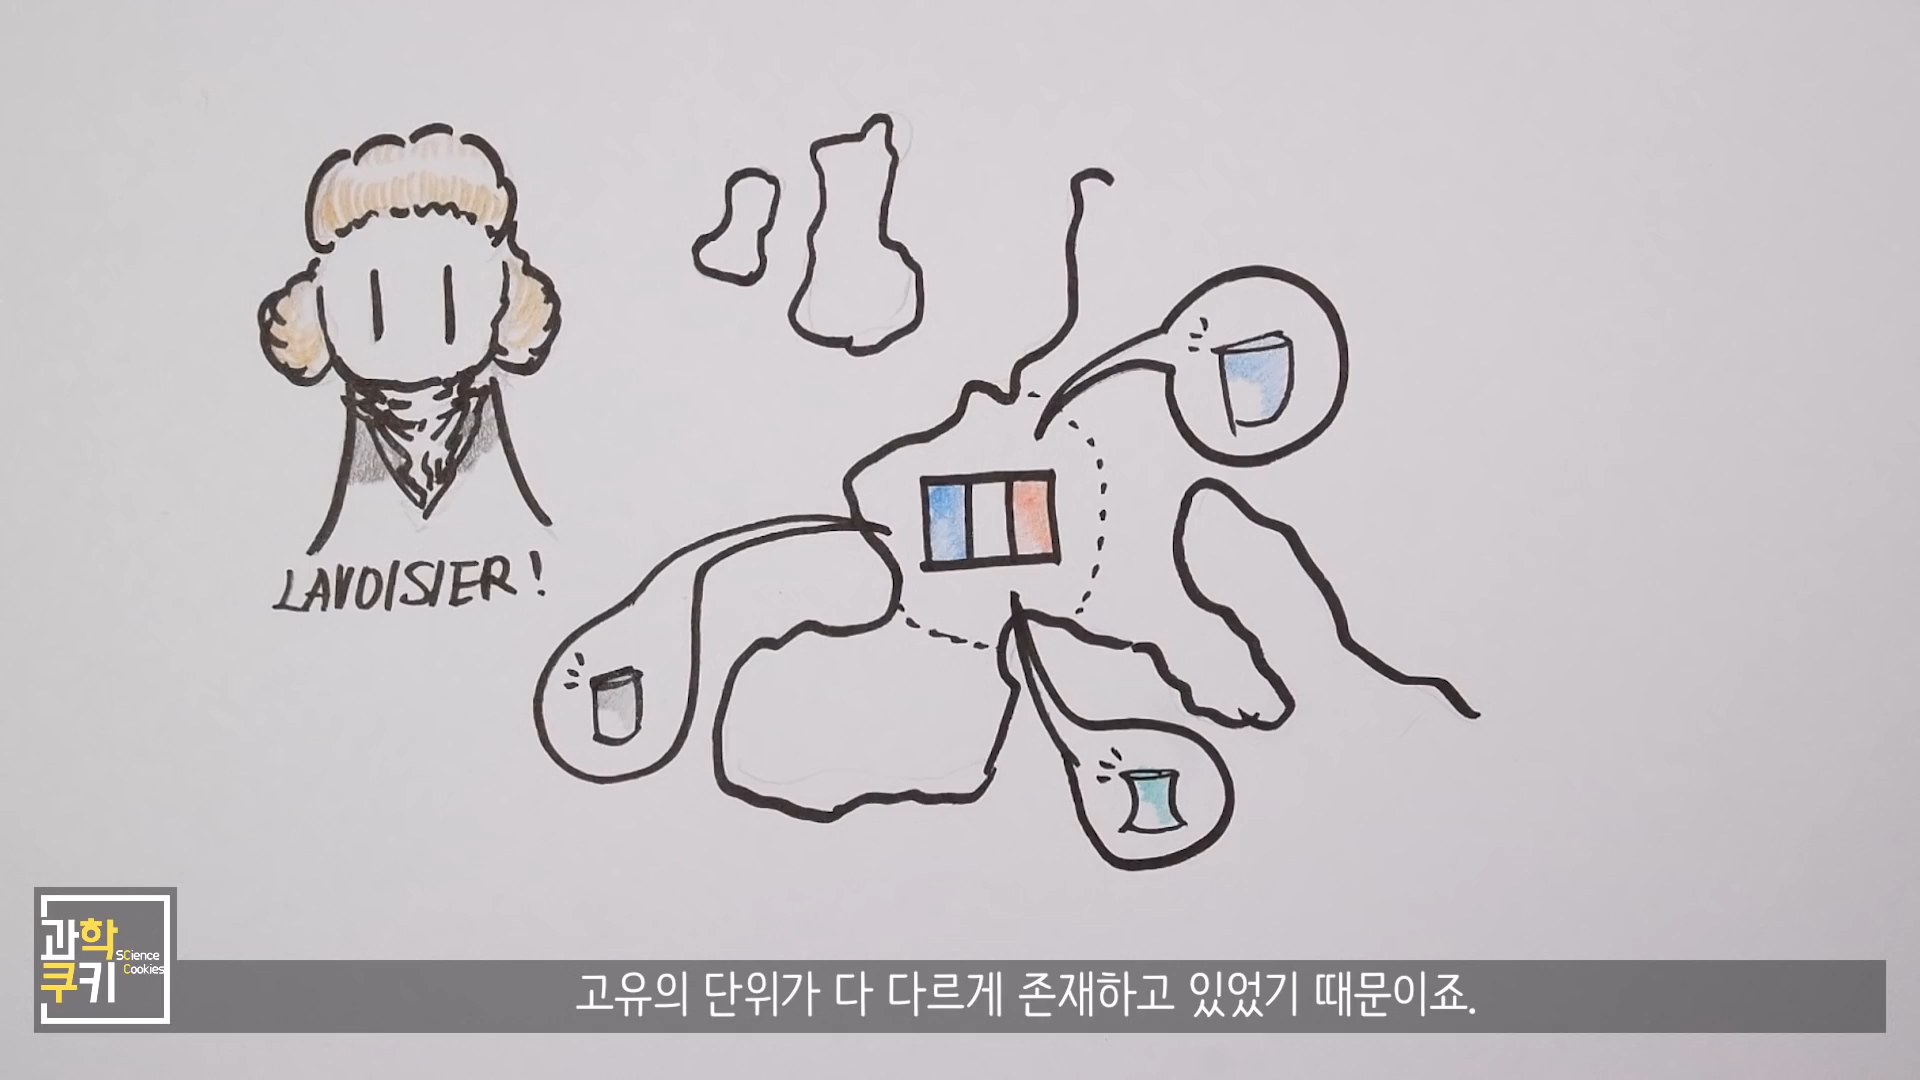 LAVOISIER!
과학
쿠키
Science
Cookies
고유의 단위가 다 다르게 존재하고 있었기 때문이죠.